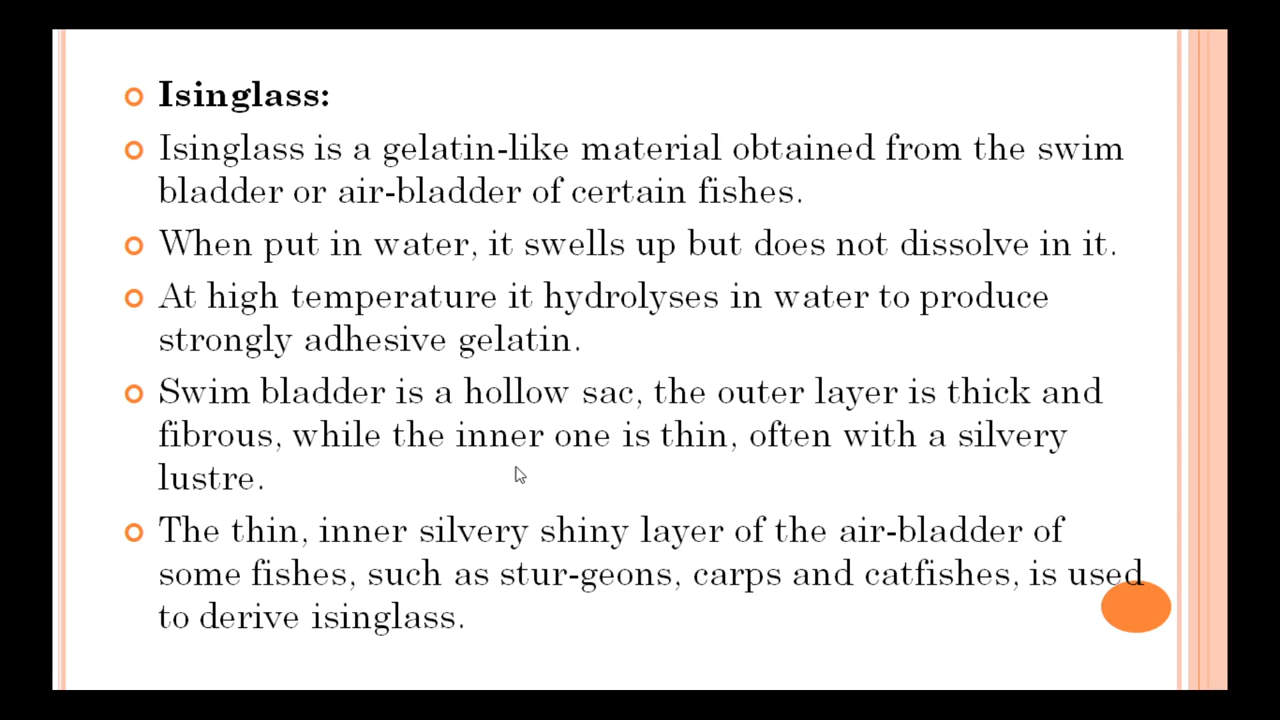 Isinglass:
Isinglass is a gelatin-like material obtained from the swim
bladder or air-bladder of certain fishes.
When put in water, it swells up but does not dissolve in it.
At high temperature it hydrolyses in water to produce
strongly adhesive gelatin.
Swim bladder is a hollow sac, the outer layer is thick and
fibrous, while the inner one is thin, often with a silvery
lustre.
The thin, inner silvery shiny layer of the air-bladder of
some fishes, such as stur-geons, carps and catfishes, is used
to derive isinglass.